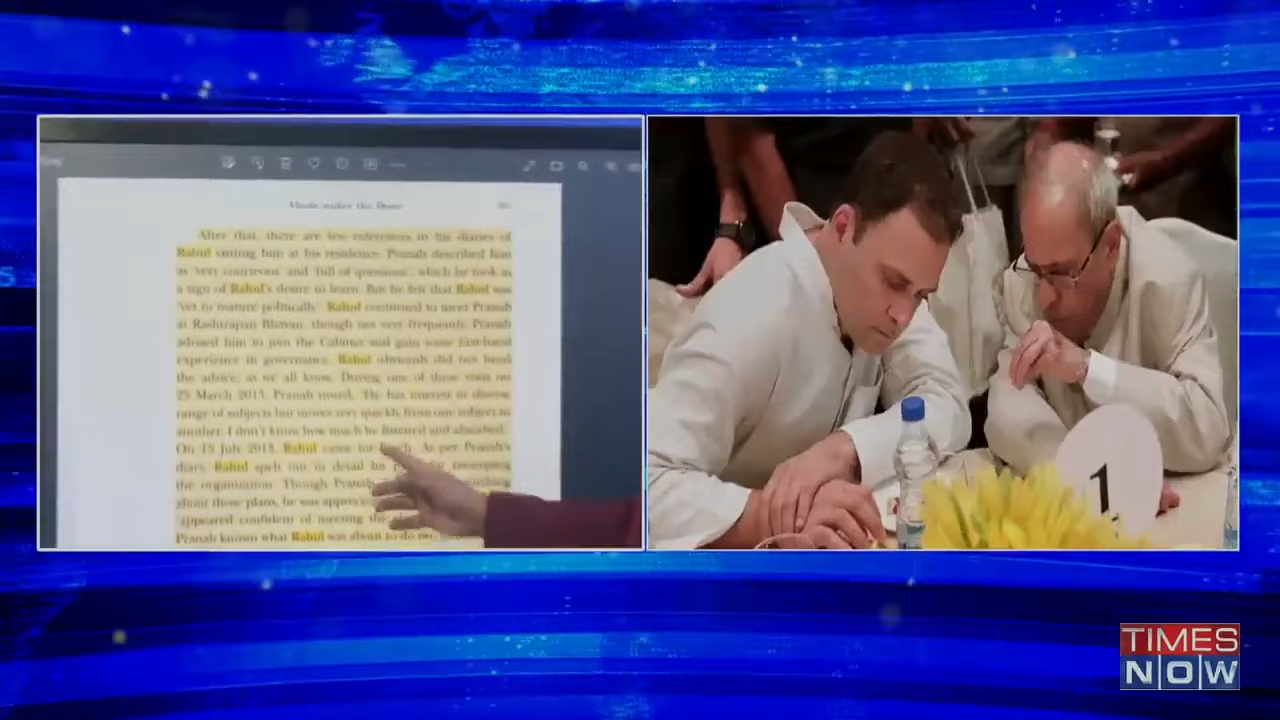 After that, there are few references in his diaries of
Rahul visiting him at his residence. Pranab described him
as 'very courteous' and 'full of questions', which he took as
a sign of Rahul's desire to learn. But he felt that Rahul was
'yet to mature politically'. Rahul continued to meet Pranab
at Rashtrapati Bhavan, though not very frequently. Pranab
advised him to join the Cabinet and gain some first-hand
experience in governance. Rahul obviously did not heed
the advice, as we all know. During one of these visits on
25 March 2013, Pranab noted, 'He has interest in diverse
range of subjects but moves very quickly from one subject to
another. I don't know how much he listened and absorbed.'
On 15 July 2013, Rahul came for lunch. As per Pranab's
diary, Rahul spelt out in detail his
the organization. Though Pranab
about those plans, he was
'appeared confident of meeting the
Pranab known what Rahul was about to do
1
TIMES
NOW